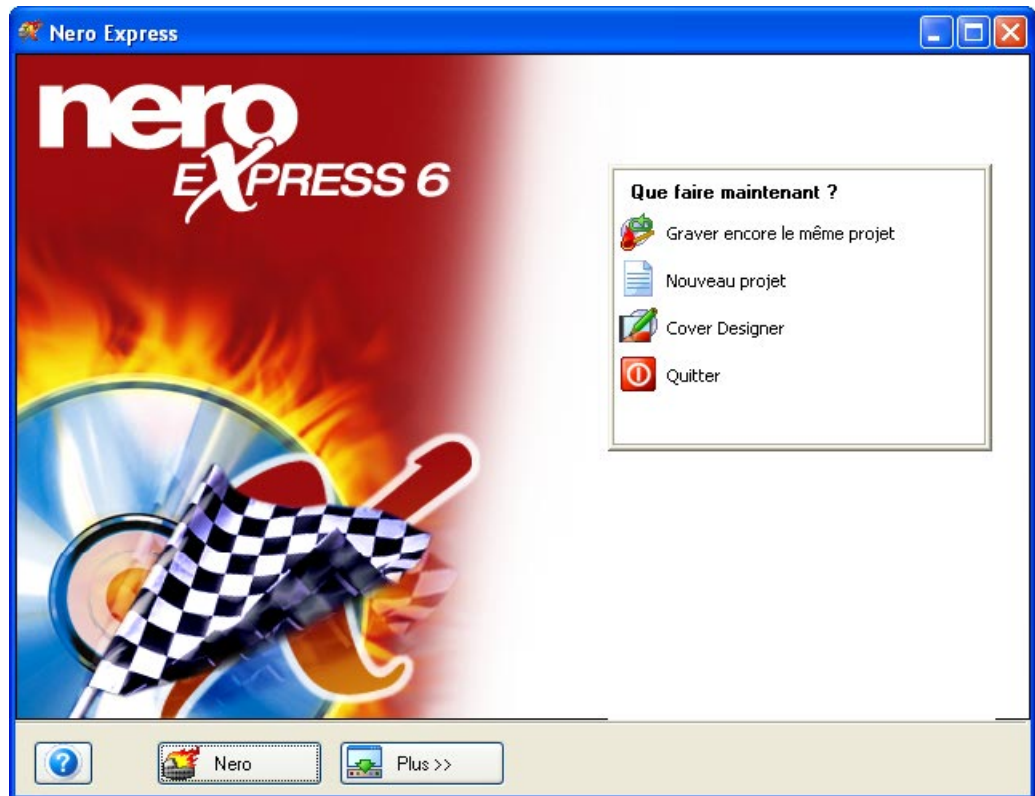 Nero Express
nero
EXPRESS 6
Que faire maintenant ?
Graver encore le même projet
Nouveau projet
Cover Designer
Quitter
Nero
Plus >>